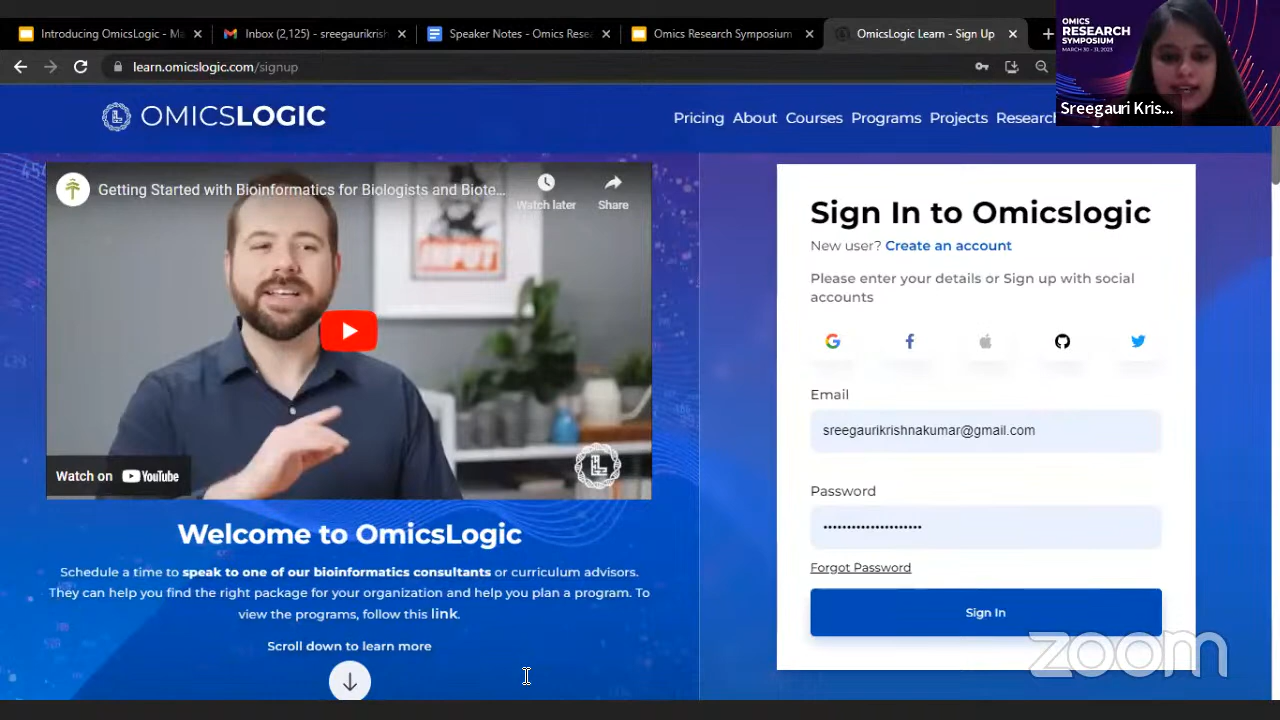 Introducing OmicsLogic - Ma
Inbox (2,125) - sreegaurikrishn
Speaker Notes - Omics Resea
Omics Research Symposium
OmicsLogic Learn - Sign Up
learn.omicslogic.com/signup
OMICS
RESEARCH
SYMPOSIUM
MARCH 30 - 31, 2023
Sreegauri Kris...
OMICSLOGIC
Pricing About Courses Programs Projects Research
Getting Started with Bioinformatics for Biologists and Biote...
Watch later
Share
INPUT
Watch on YouTube
Welcome to OmicsLogic
Schedule a time to speak to one of our bioinformatics consultants or curriculum advisors.
They can help you find the right package for your organization and help you plan a program. To
view the programs, follow this link.
Scroll down to learn more
Sign In to Omicslogic
New user? Create an account
Please enter your details or Sign up with social
accounts
Email
sreegaurikrishnakumar@gmail.com
Password
Forgot Password
Sign In
zoom